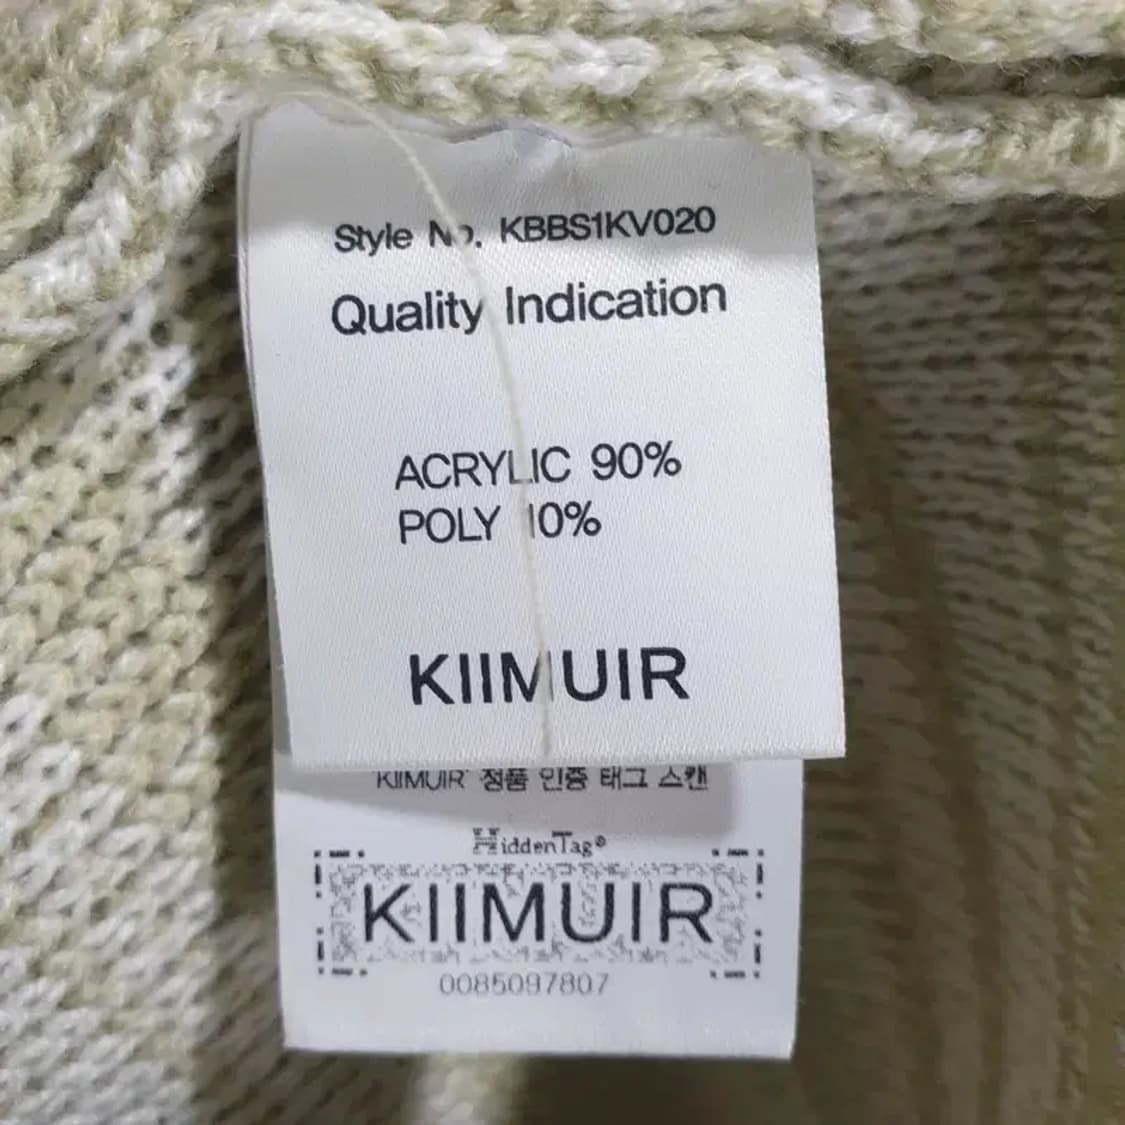 Style No. KBBS1KV020
Quality Indication
ACRYLIC 90%
POLY 10%
KIIMUIR
'KIIMUIR' 정품 인증 태그 스캔
HiddenTag®
KIIMUIR
0085097807